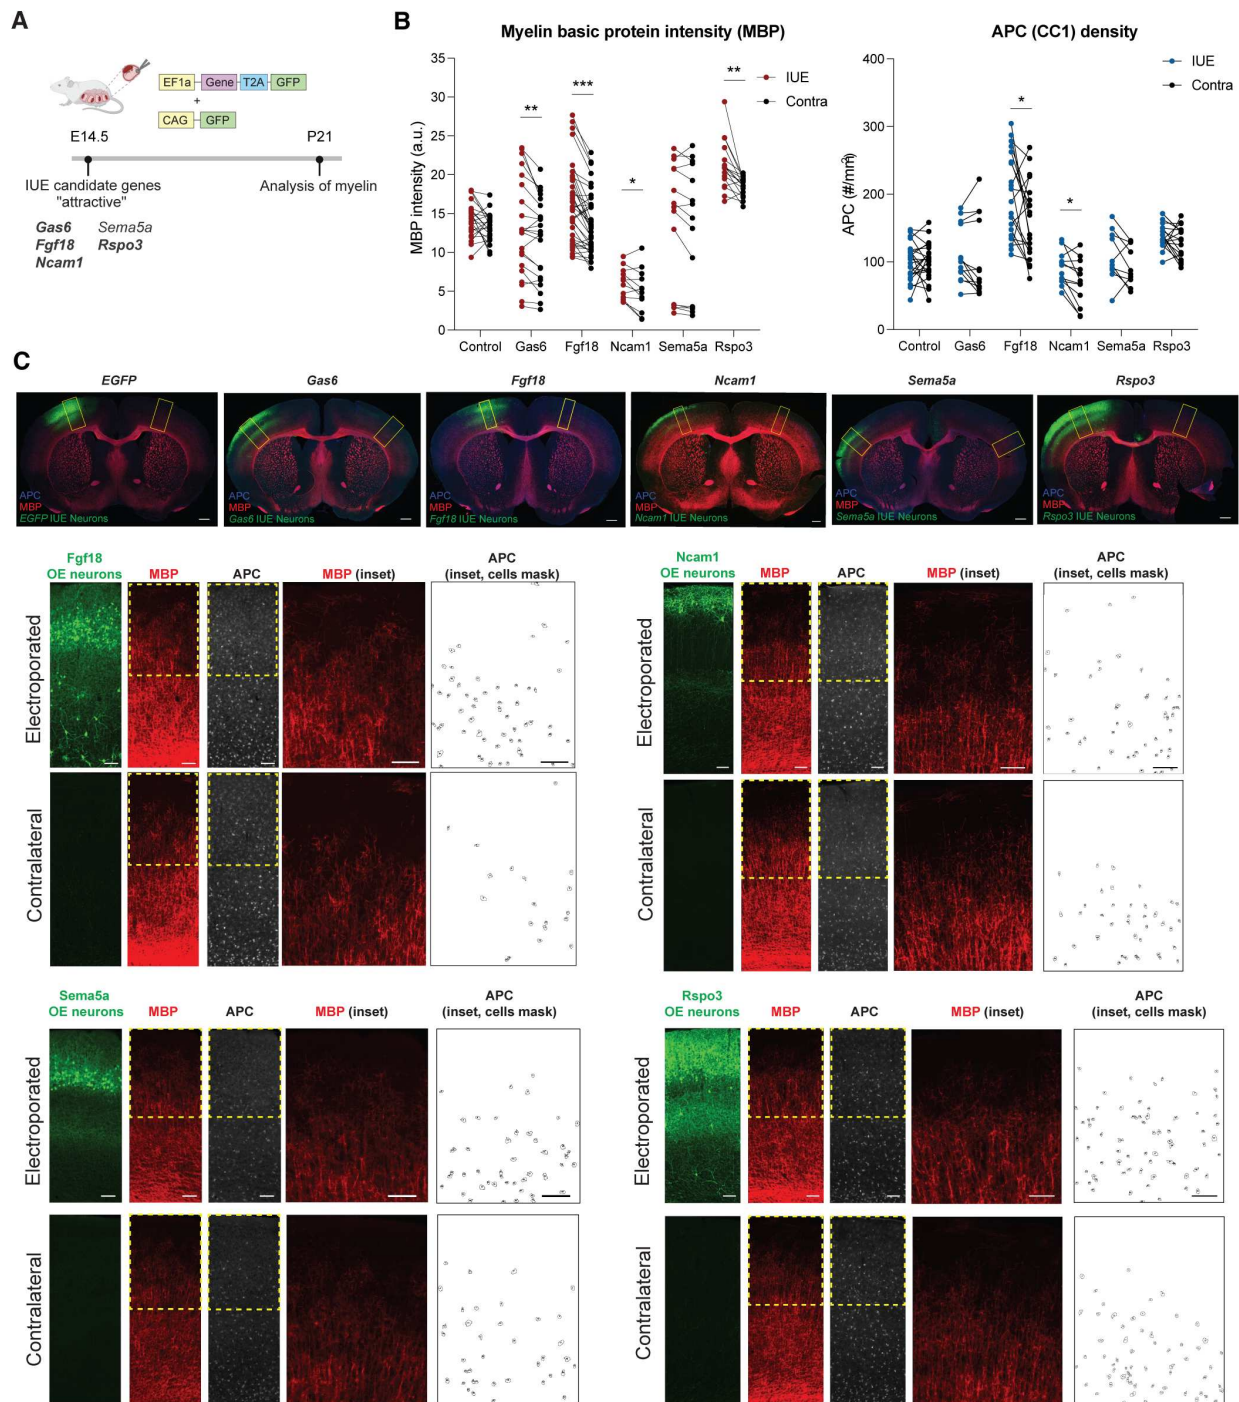 A
EF1a Gene T2A GFP
+
CAG GFP
E14.5 P21
IUE candidate genes
"attractive"
Analysis of myelin
Gas6 Sema5a
Fgf18 Rspo3
Ncam1
B
Myelin basic protein intensity (MBP)
MBP intensity (a.u.)
35
30
25
20
15
10
5
0
** *** * **
IUE
Contra
Control Gas6 Fgf18 Ncam1 Sema5a Rspo3
APC (CC1) density
APC (#/mm²)
400
300
200
100
0
* *
IUE
Contra
Control Gas6 Fgf18 Ncam1 Sema5a Rspo3
C
EGFP Gas6 Fgf18 Ncam1 Sema5a Rspo3
APC
MBP
EGFP IUE Neurons
APC
MBP
Gas6 IUE Neurons
APC
MBP
Fgf18 IUE Neurons
APC
MBP
Ncam1 IUE Neurons
APC
MBP
Sema5a IUE Neurons
APC
MBP
Rspo3 IUE Neurons
Fgf18
OE neurons
MBP
APC
MBP (inset)
APC
(inset, cells mask)
Electroporated
Contralateral
Ncam1
OE neurons
MBP
APC
MBP (inset)
APC
(inset, cells mask)
Electroporated
Contralateral
Sema5a
OE neurons
MBP
APC
MBP (inset)
APC
(inset, cells mask)
Electroporated
Contralateral
Rspo3
OE neurons
MBP
APC
MBP (inset)
APC
(inset, cells mask)
Electroporated
Contralateral